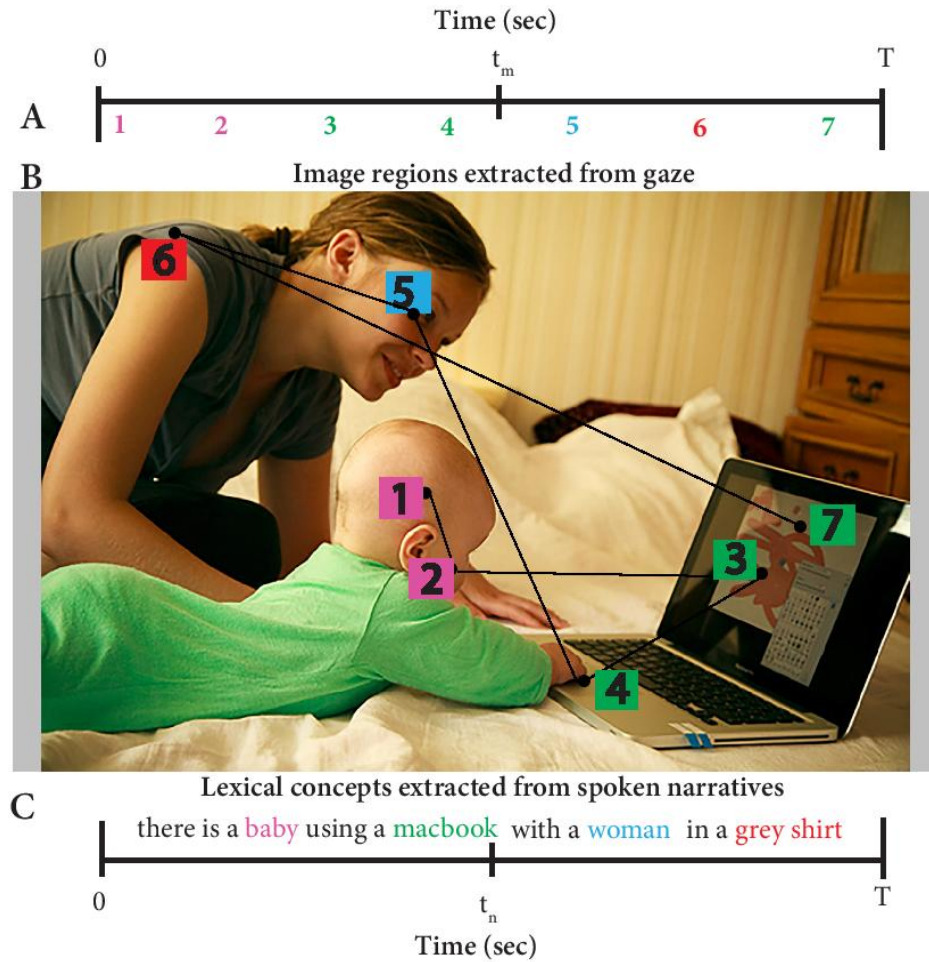 Time (sec)
0 tm T
A
1 2 3 4 5 6 7
B Image regions extracted from gaze
6
5
1
7
3
2
4
Lexical concepts extracted from spoken narratives
C
there is a baby using a macbook with a woman in a grey shirt
0 tn T
Time (sec)